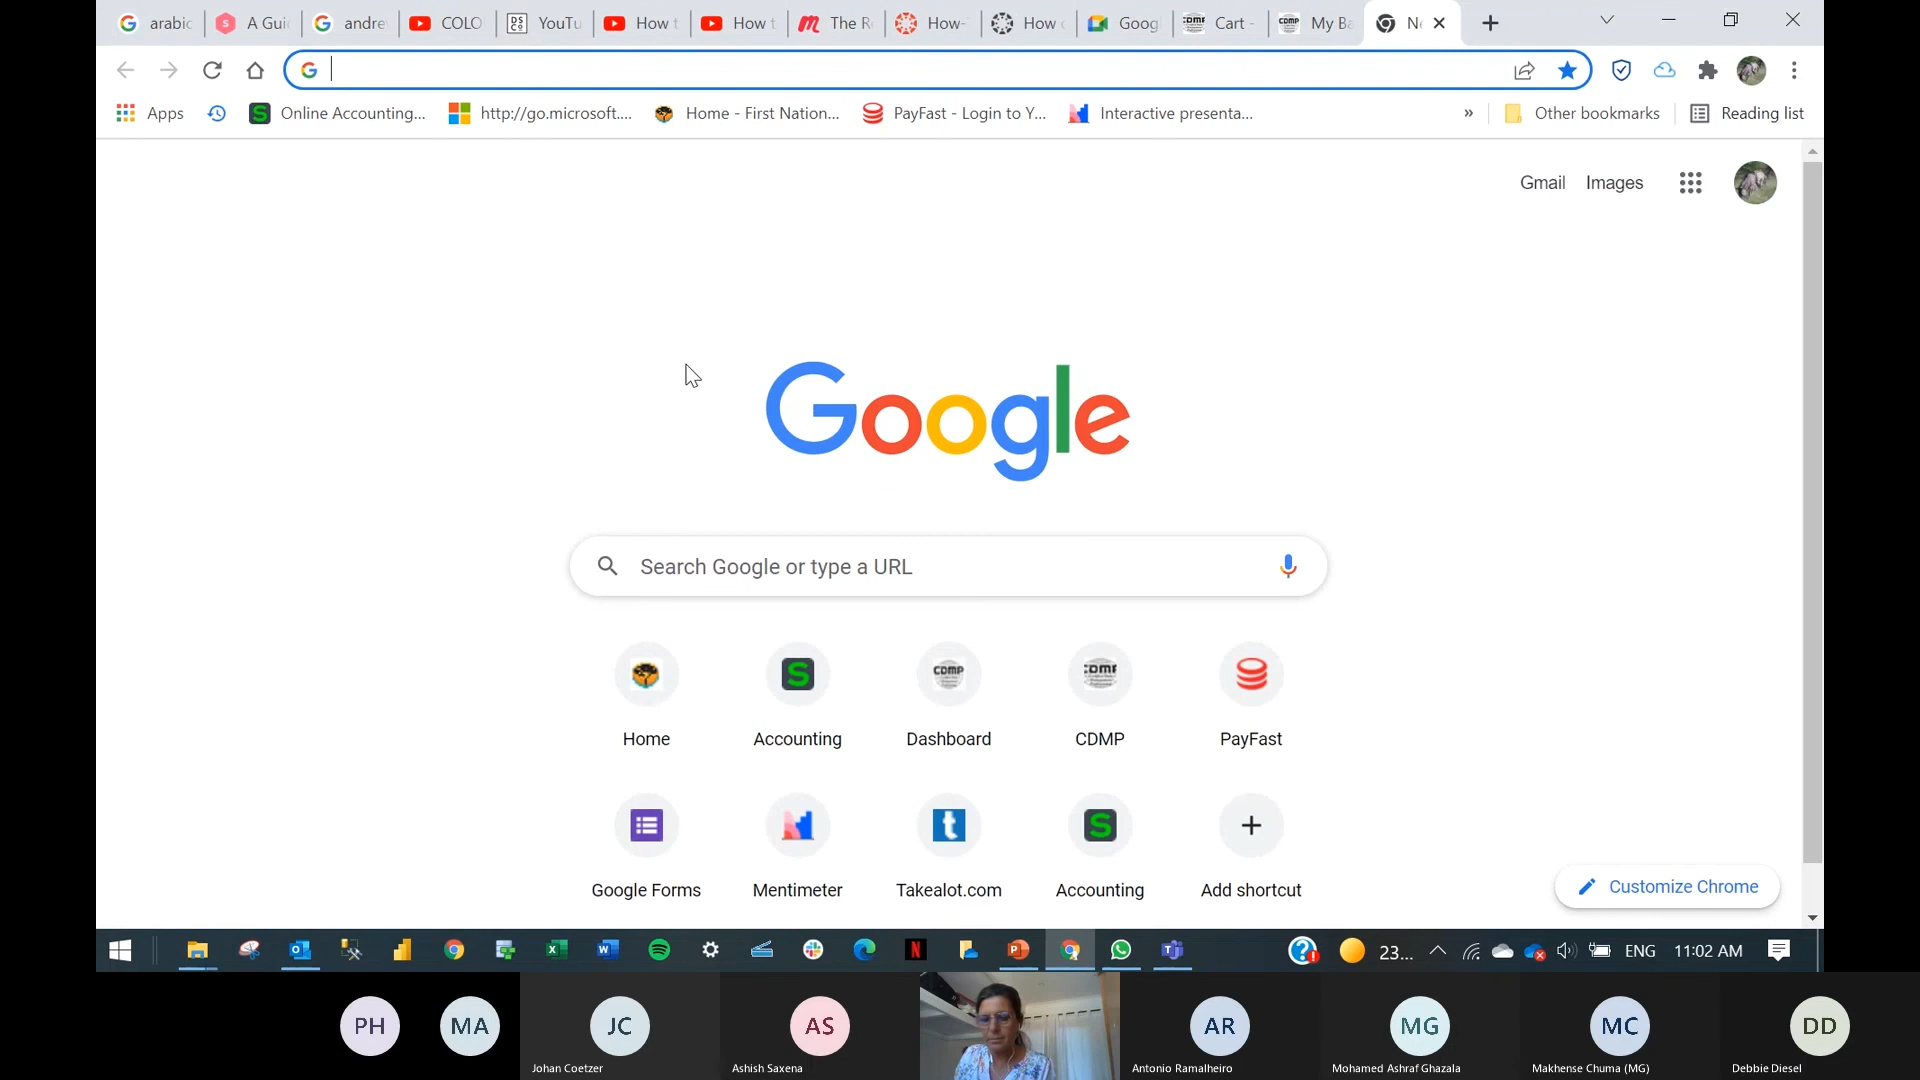 arabic
A Gui
andre
COLO
YouTu
How t
How t
The R
How-
How
Goog
Cart -
My Ba
Ne
Apps
Online Accounting...
http://go.microsoft....
Home - First Nation...
PayFast - Login to Y...
Interactive presenta...
»
Other bookmarks
Reading list
Gmail
Images
Google
Search Google or type a URL
Home
Accounting
Dashboard
CDMP
PayFast
Google Forms
Mentimeter
Takealot.com
Accounting
Add shortcut
Customize Chrome
23...
ENG
11:02 AM
PH
MA
JC
AS
AR
MG
MC
DD
Johan Coetzer
Ashish Saxena
Antonio Ramalheiro
Mohamed Ashraf Ghazala
Makhense Chuma (MG)
Debbie Diesel